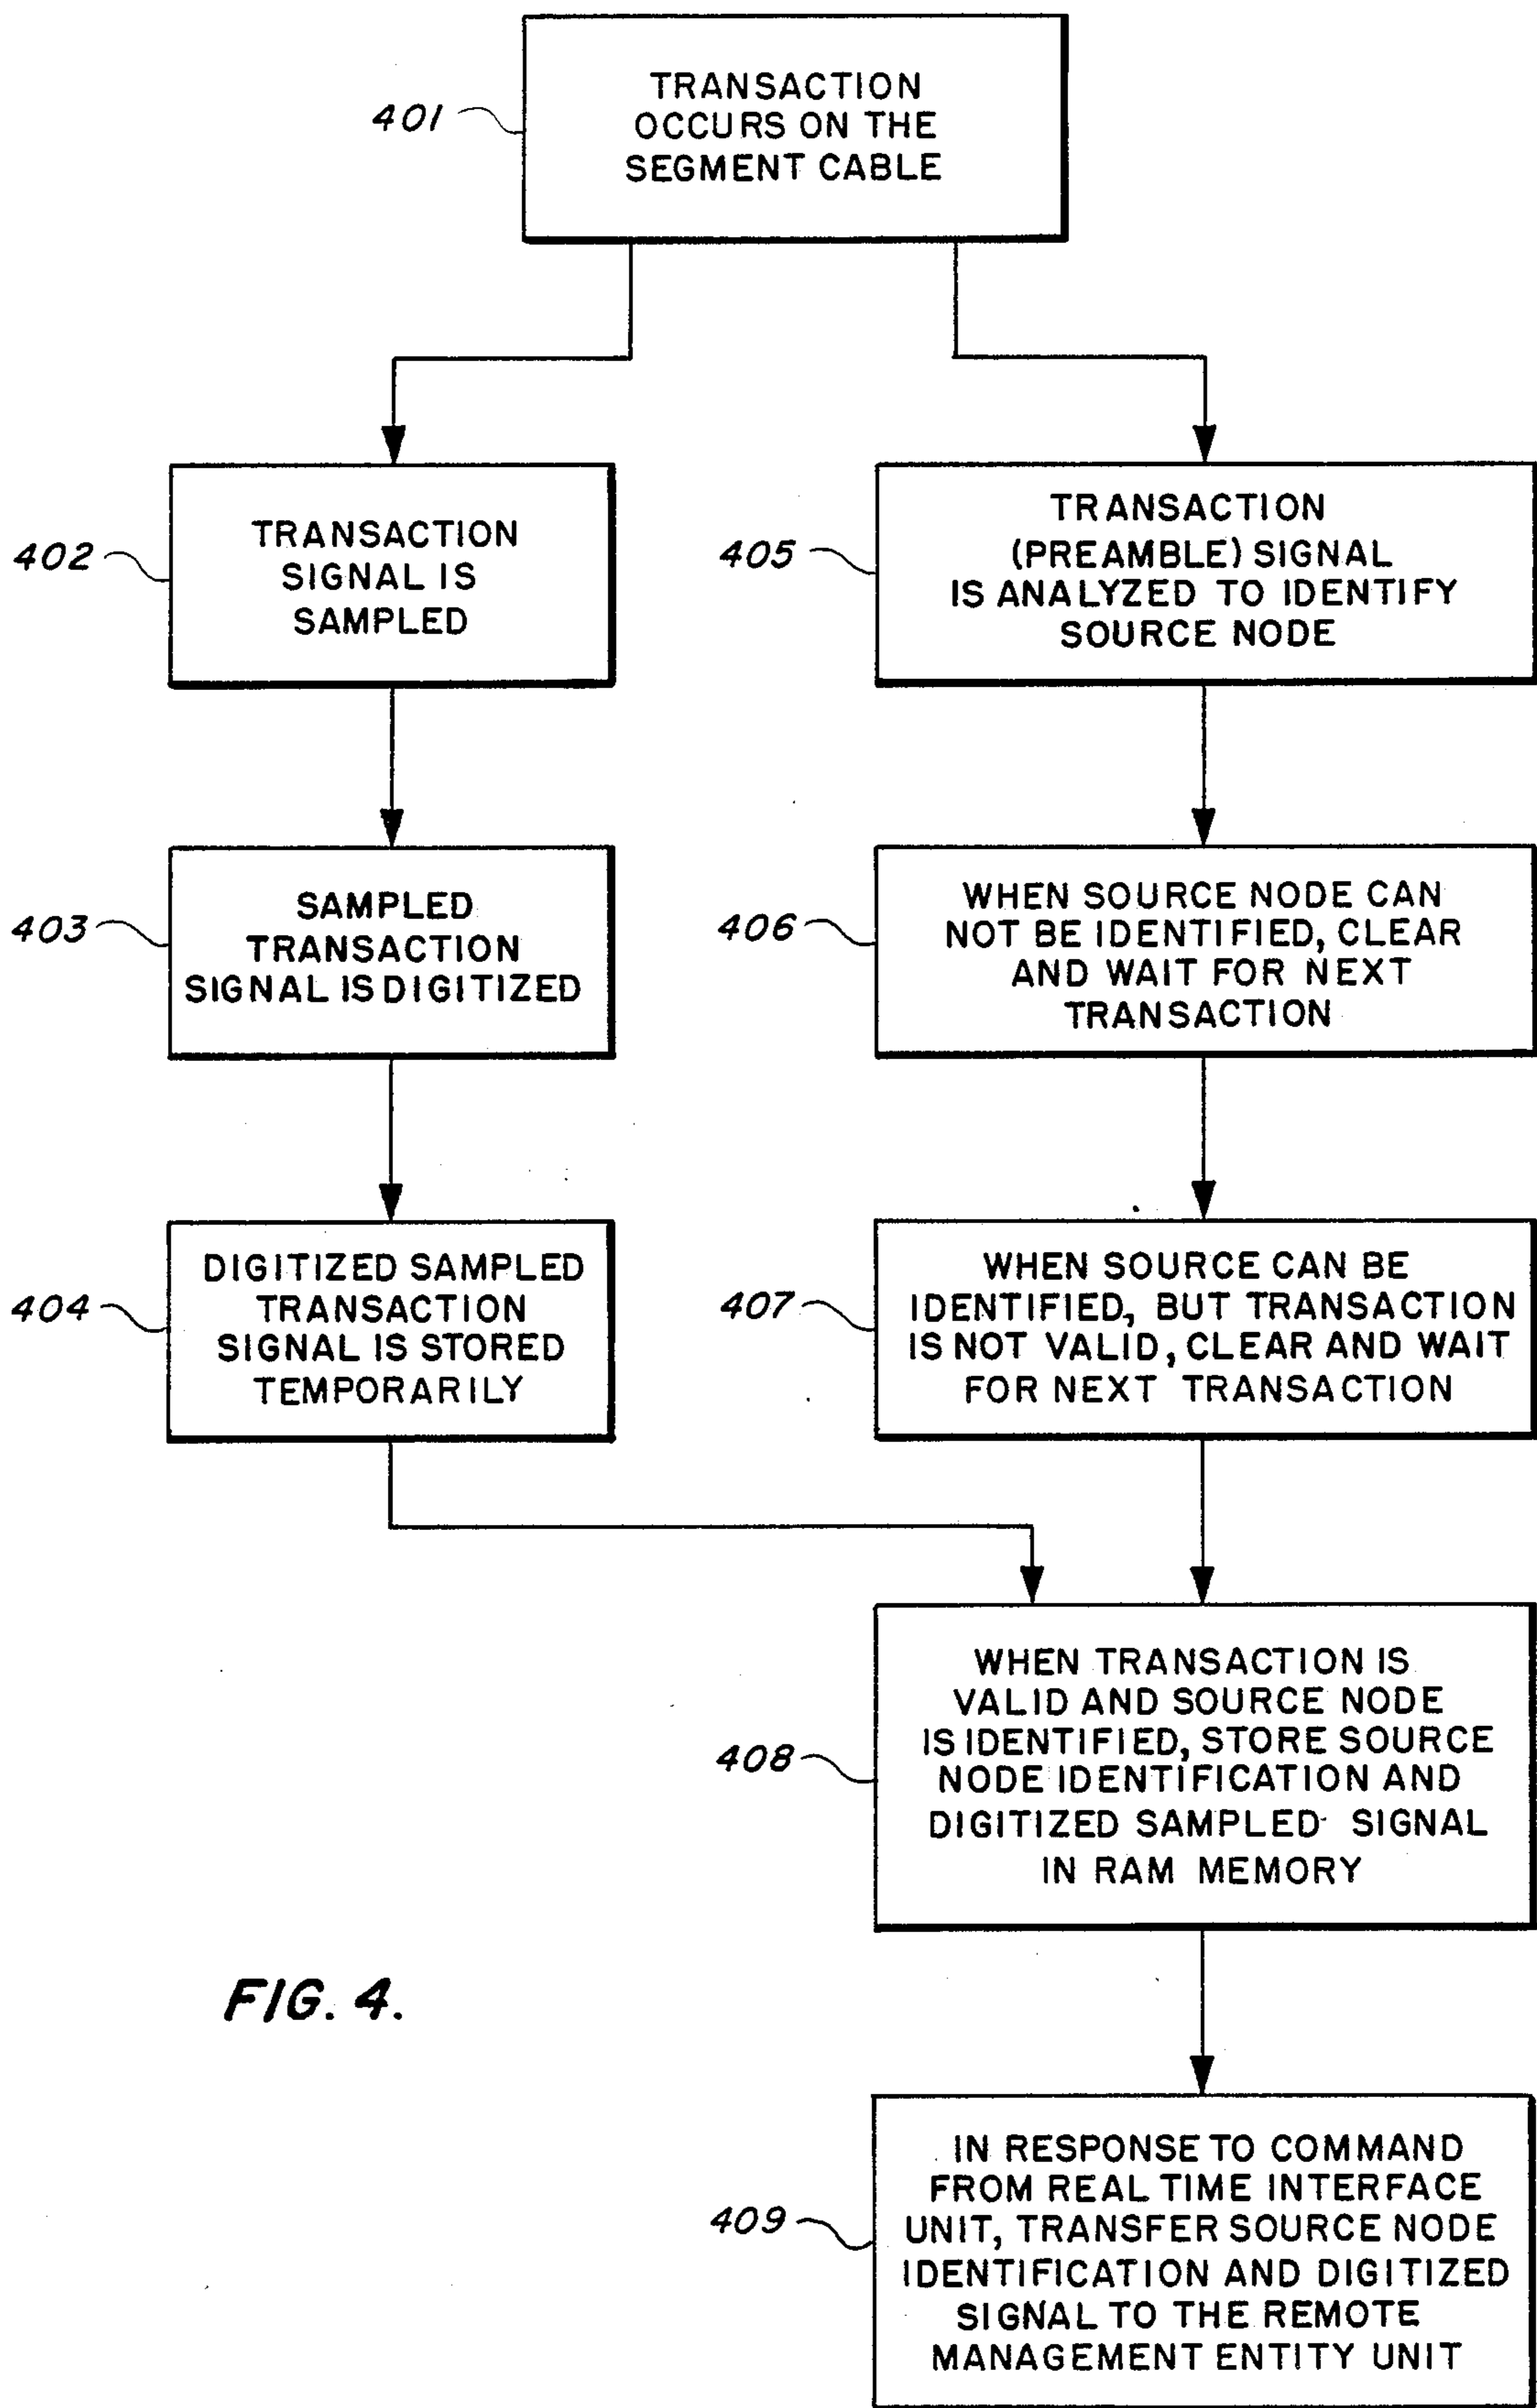 401
TRANSACTION
OCCURS ON THE
SEGMENT CABLE
402
TRANSACTION
SIGNAL IS
SAMPLED
405
TRANSACTION
(PREAMBLE) SIGNAL
IS ANALYZED TO IDENTIFY
SOURCE NODE
403
SAMPLED
TRANSACTION
SIGNAL IS DIGITIZED
406
WHEN SOURCE NODE CAN
NOT BE IDENTIFIED, CLEAR
AND WAIT FOR NEXT
TRANSACTION
404
DIGITIZED SAMPLED
TRANSACTION
SIGNAL IS STORED
TEMPORARILY
407
WHEN SOURCE CAN BE
IDENTIFIED, BUT TRANSACTION
IS NOT VALID, CLEAR AND WAIT
FOR NEXT TRANSACTION
408
WHEN TRANSACTION IS
VALID AND SOURCE NODE
IS IDENTIFIED, STORE SOURCE
NODE IDENTIFICATION AND
DIGITIZED SAMPLED SIGNAL
IN RAM MEMORY
FIG. 4.
409
IN RESPONSE TO COMMAND
FROM REAL TIME INTERFACE
UNIT, TRANSFER SOURCE NODE
IDENTIFICATION AND DIGITIZED
SIGNAL TO THE REMOTE
MANAGEMENT ENTITY UNIT